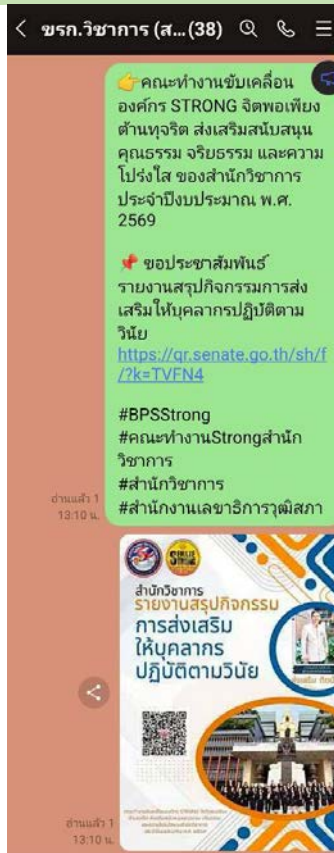 ขรก.วิชาการ (ส...(38)
👉คณะทำงานขับเคลื่อน
องค์กร STRONG จิตพอเพียง
ต้านทุจริต ส่งเสริมสนับสนุน
คุณธรรม จริยธรรม และความ
โปร่งใส ของสำนักวิชาการ
ประจำปีงบประมาณ พ.ศ.
2569
📌 ขอประชาสัมพันธ์
รายงานสรุปกิจกรรมการส่ง
เสริมให้บุคลากรปฏิบัติตาม
วินัย
https://qr.senate.go.th/sh/f
/?k=TVFN4
#BPSStrong
#คณะทำงานStrongสำนัก
วิชาการ
#สำนักวิชาการ
#สำนักงานเลขาธิการวุฒิสภา
อ่านแล้ว 1
13:10 น.
สำนักวิชาการ
รายงานสรุปกิจกรรม
การส่งเสริม
ให้บุคลากร
ปฏิบัติตามวินัย
อ่านแล้ว 1
13:10 น.